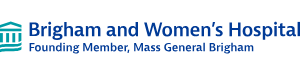 Brigham and Women's Hospital
Founding Member, Mass General Brigham